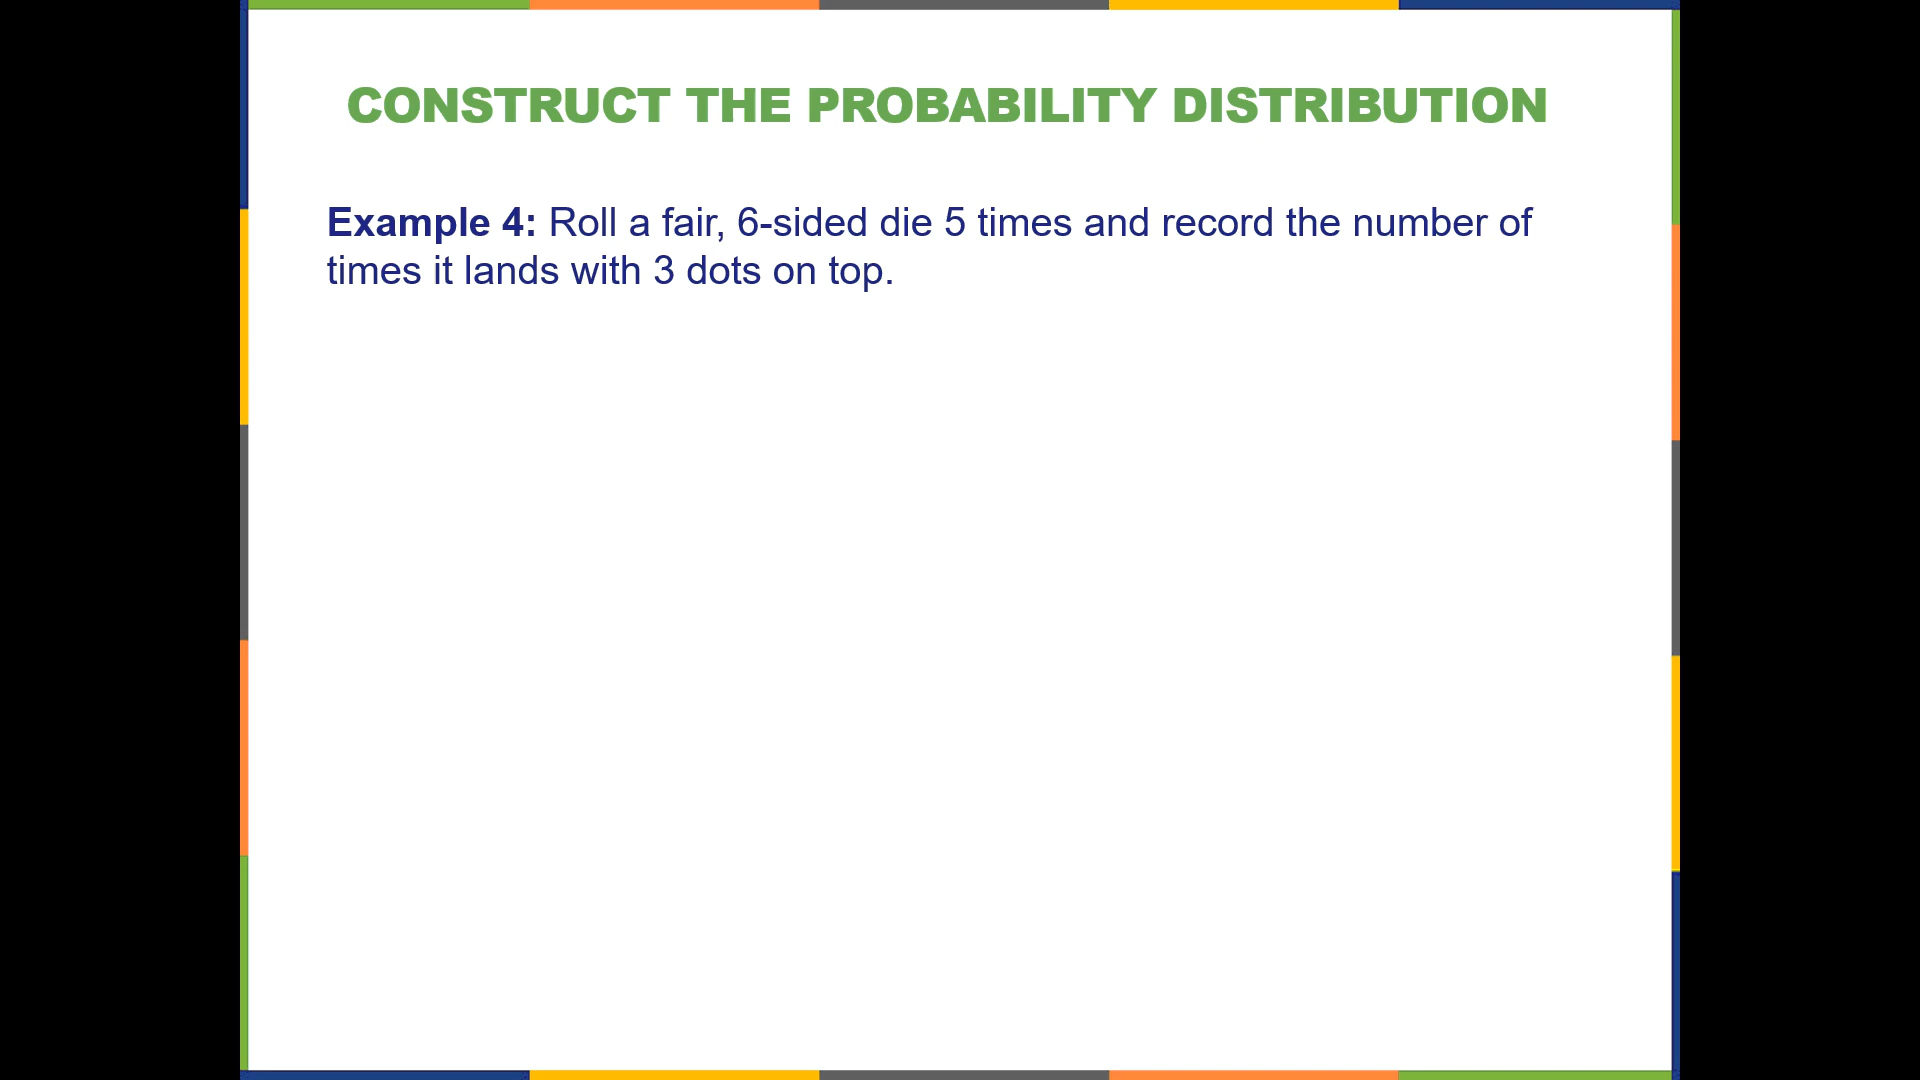 CONSTRUCT THE PROBABILITY DISTRIBUTION
Example 4: Roll a fair, 6-sided die 5 times and record the number of
times it lands with 3 dots on top.